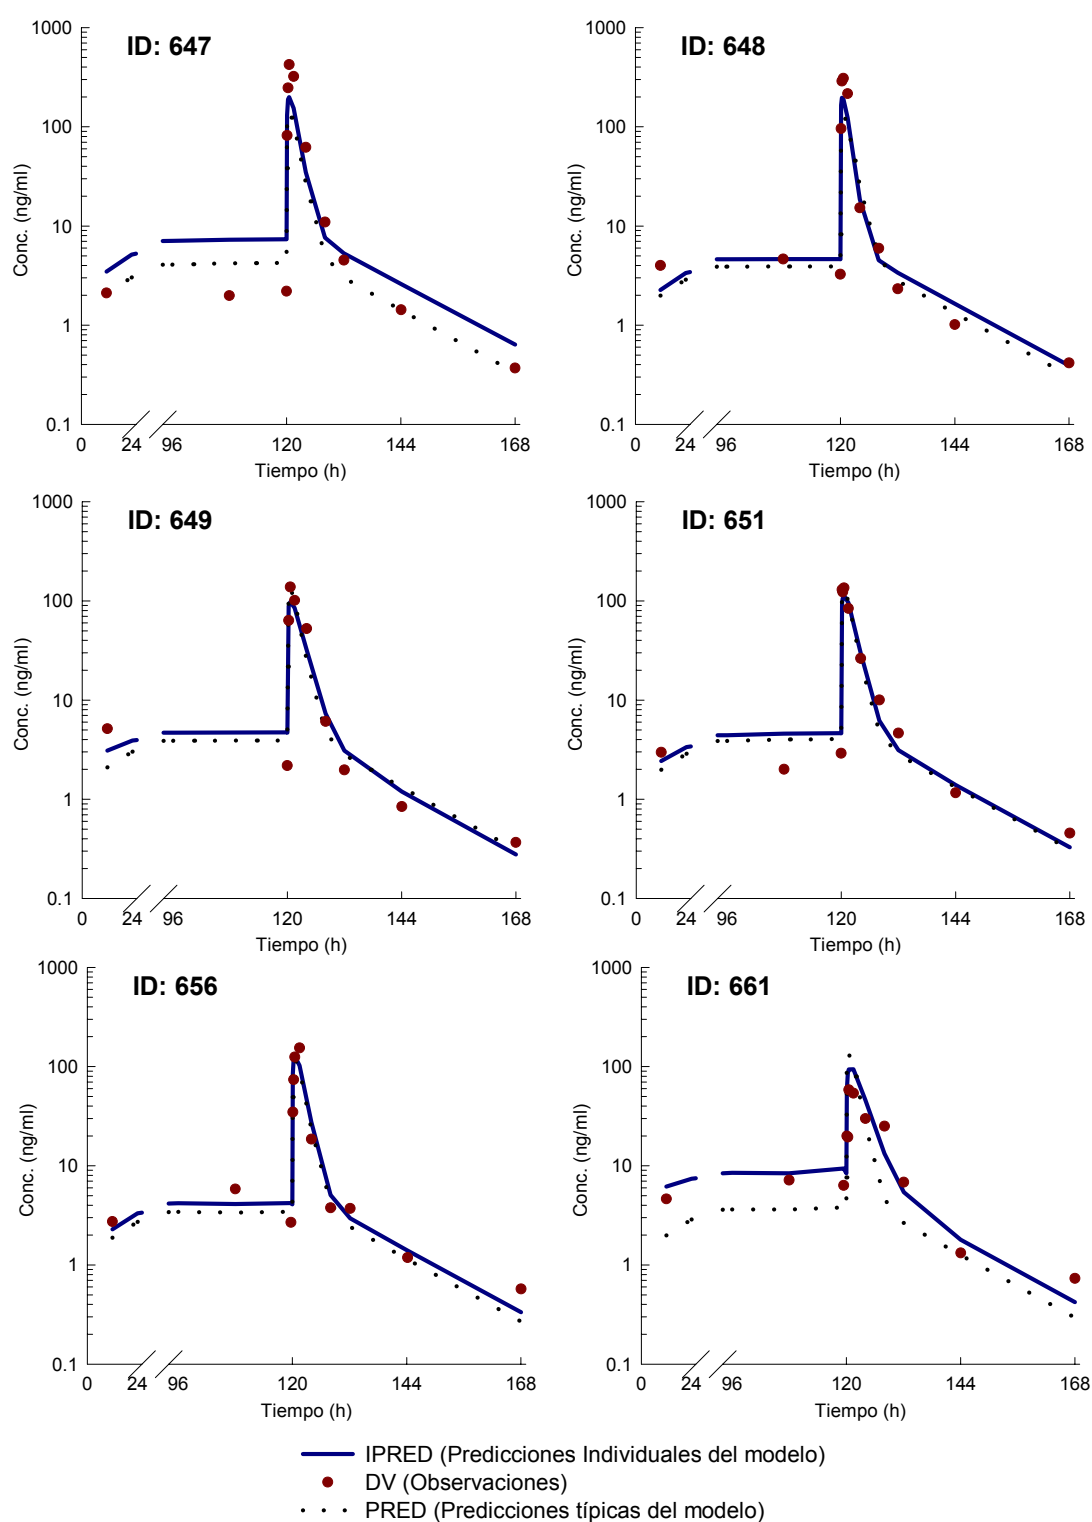 ID: 647
Conc. (ng/ml)
1000
100
10
1
0.1
0 24 96 120 144 168
Tiempo (h)
ID: 648
Conc. (ng/ml)
1000
100
10
1
0.1
0 24 96 120 144 168
Tiempo (h)
ID: 649
Conc. (ng/ml)
1000
100
10
1
0.1
0 24 96 120 144 168
Tiempo (h)
ID: 651
Conc. (ng/ml)
1000
100
10
1
0.1
0 24 96 120 144 168
Tiempo (h)
ID: 656
Conc. (ng/ml)
1000
100
10
1
0.1
0 24 96 120 144 168
Tiempo (h)
ID: 661
Conc. (ng/ml)
1000
100
10
1
0.1
0 24 96 120 144 168
Tiempo (h)
IPRED (Predicciones Individuales del modelo)
DV (Observaciones)
PRED (Predicciones típicas del modelo)